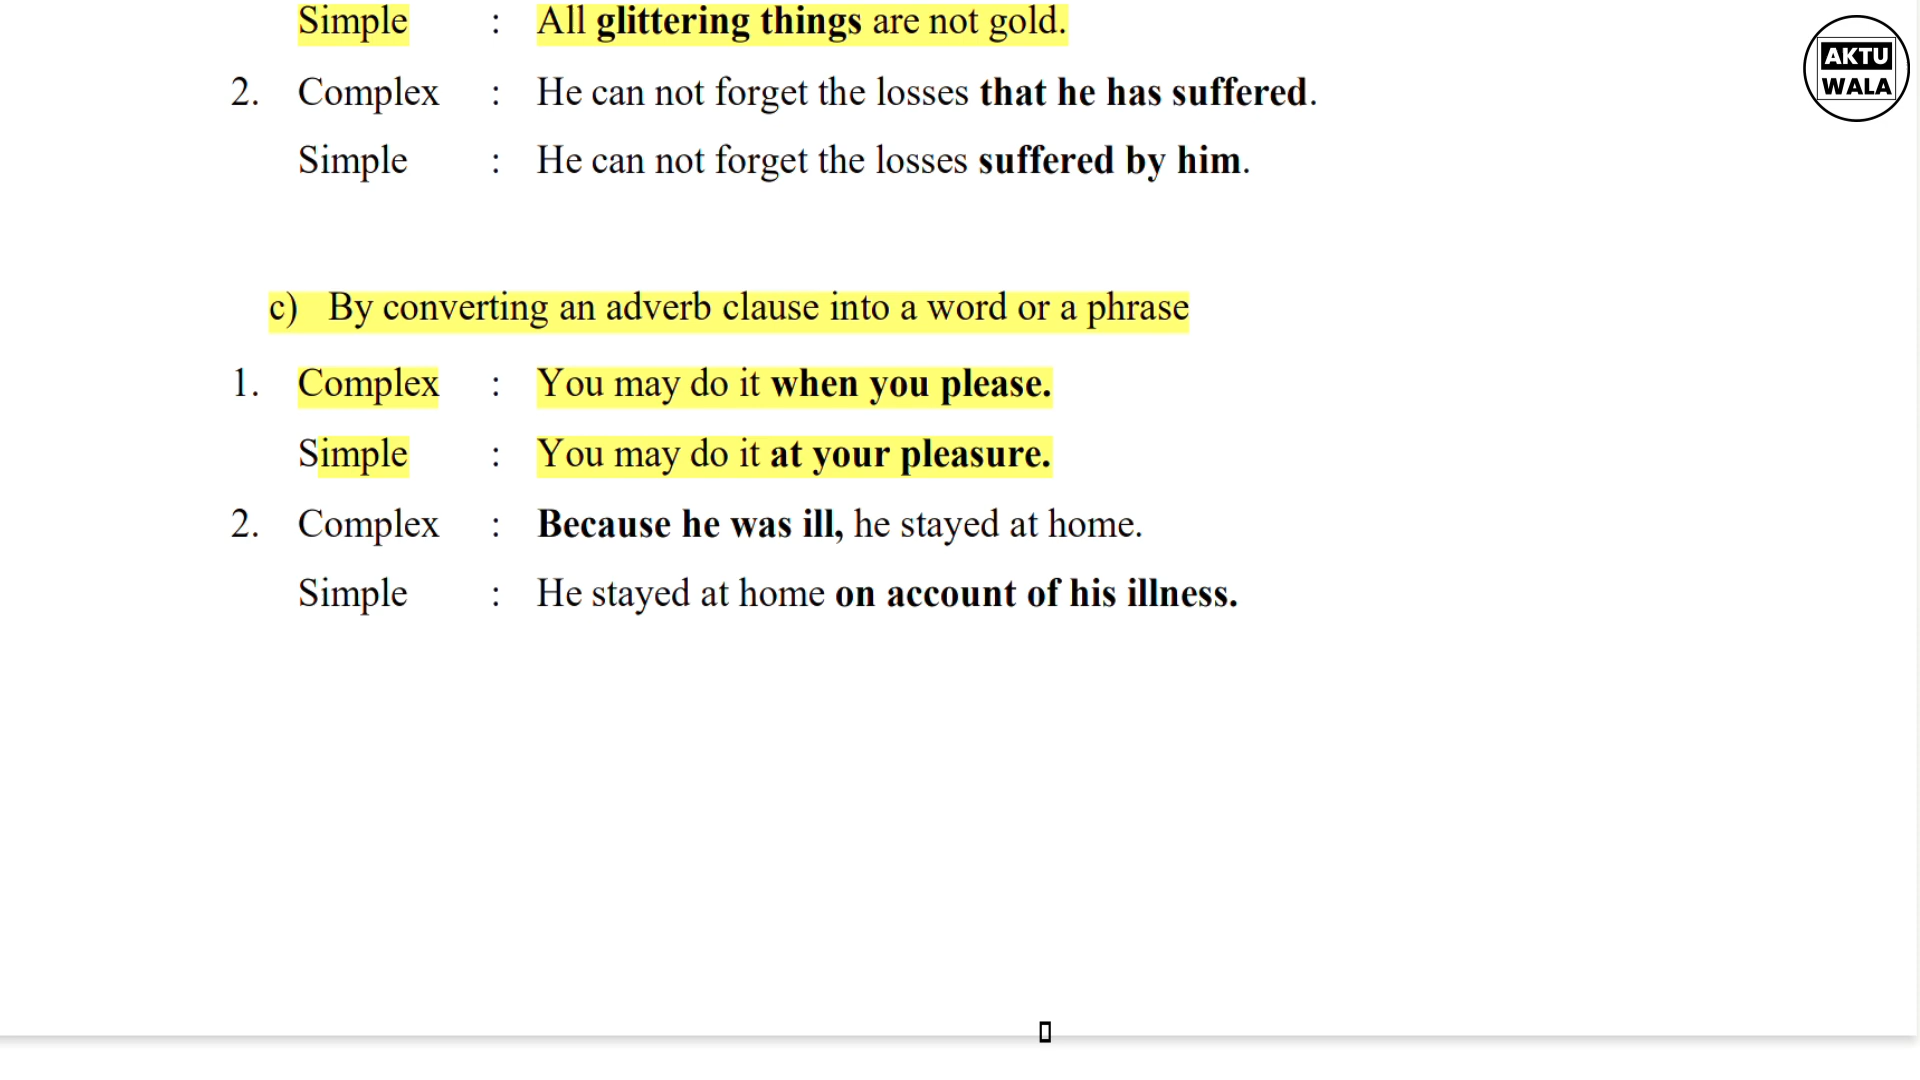 Simple : All glittering things are not gold.
AKTU
WALA
2. Complex : He can not forget the losses that he has suffered.
Simple : He can not forget the losses suffered by him.
c) By converting an adverb clause into a word or a phrase
1. Complex : You may do it when you please.
Simple : You may do it at your pleasure.
2. Complex : Because he was ill, he stayed at home.
Simple : He stayed at home on account of his illness.